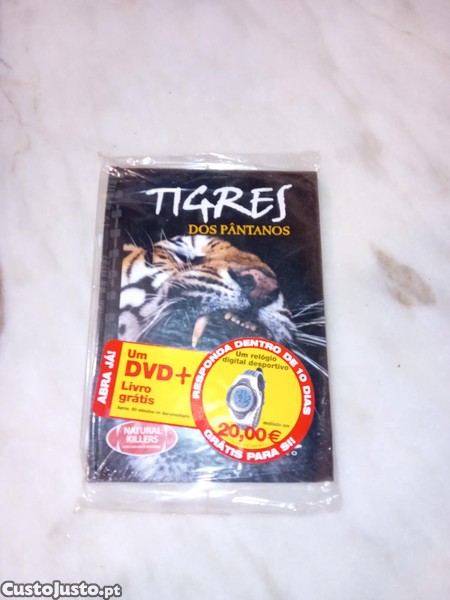 TIGRES
DOS PÂNTANOS
ABRA JÁ!
Um
DVD+
Livro
grátis
RESPONDA DENTRO DE 10 DIAS
Um relógio
digital desportivo
20,00€
GRÁTIS PARA SI!
NATURAL
KILLERS
CustoJusto.pt